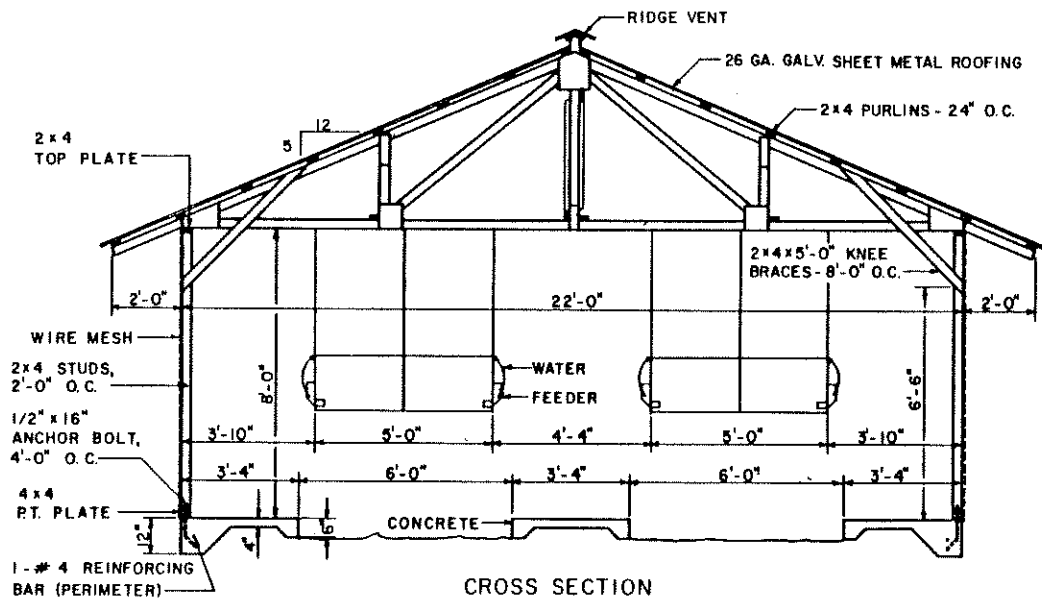 RIDGE VENT
26 GA. GALV. SHEET METAL ROOFING
2×4 PURLINS - 24" O.C.
12
5
2×4
TOP PLATE
2×4×5'-0" KNEE
BRACES - 8'-0" O.C.
2'-0"
22'-0"
2'-0"
WIRE MESH
2×4 STUDS,
2'-0" O.C.
8'-0"
WATER
FEEDER
6'-6"
1/2" × 16"
ANCHOR BOLT,
4'-0" O.C.
3'-10"
5'-0"
4'-4"
5'-0"
3'-10"
3'-4"
6'-0"
3'-4"
6'-0"
3'-4"
4×4
P.T. PLATE
CONCRETE
12"
4"
6"
1 - # 4 REINFORCING
BAR (PERIMETER)
CROSS SECTION